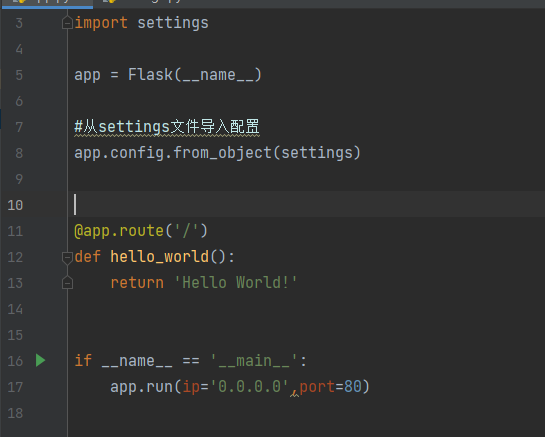 3 import settings
4
5 app = Flask(__name__)
6
7 #从settings文件导入配置
8 app.config.from_object(settings)
9
10
11 @app.route('/')
12 def hello_world():
13     return 'Hello World!'
14
15
16 if __name__ == '__main__':
17     app.run(ip='0.0.0.0',port=80)
18